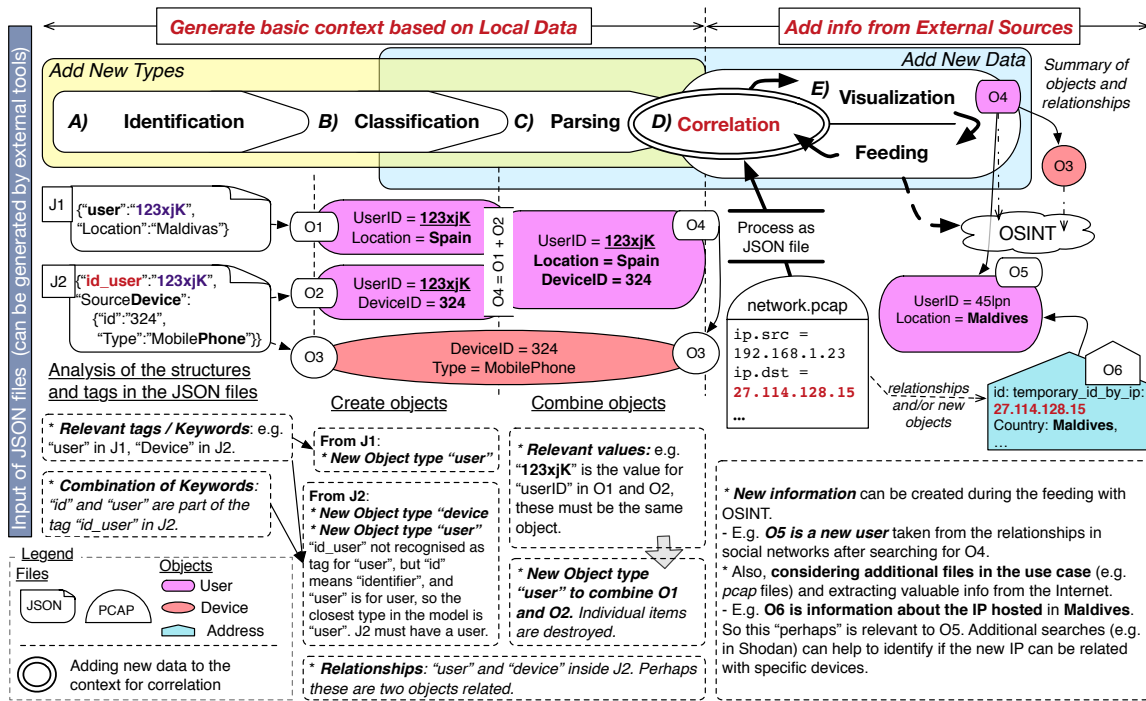 Generate basic context based on Local Data
Add info from External Sources
Input of JSON files (can be generated by external tools)
Add New Types
Add New Data
Summary of
objects and
relationships
A) Identification
B) Classification
C) Parsing
D) Correlation
E) Visualization
Feeding
O4
O3
OSINT
J1
{“user”:“123xjK”,
“Location”:“Maldivas”}
O1
UserID = 123xjK
Location = Spain
O4 = O1 + O2
UserID = 123xjK
Location = Spain
DeviceID = 324
O4
J2
{“id_user”:“123xjK”,
“SourceDevice”:
{“id”:“324”,
“Type”:”MobilePhone”}}
O2
UserID = 123xjK
DeviceID = 324
O3
DeviceID = 324
Type = MobilePhone
O3
Process as
JSON file
network.pcap
ip.src =
192.168.1.23
ip.dst =
27.114.128.15
…
O5
UserID = 45lpn
Location = Maldives
relationships
and/or new
objects
O6
id: temporary_id_by_ip:
27.114.128.15
Country: Maldives,
…
Analysis of the structures
and tags in the JSON files
Create objects
Combine objects
* Relevant tags / Keywords: e.g.
“user” in J1, “Device” in J2.
* Combination of Keywords:
“id” and “user” are part of the
tag “id_user” in J2.
From J1:
* New Object type “user”
From J2:
* New Object type “device
* New Object type “user”
“id_user” not recognised as
tag for “user”, but “id”
means “identifier”, and
“user” is for user, so the
closest type in the model is
“user”. J2 must have a user.
* Relevant values: e.g.
“123xjK” is the value for
“userID” in O1 and O2,
these must be the same
object.
* New Object type
“user” to combine O1
and O2. Individual items
are destroyed.
* Relationships: “user” and “device” inside J2. Perhaps
these are two objects related.
* New information can be created during the feeding with
OSINT.
- E.g. O5 is a new user taken from the relationships in
social networks after searching for O4.
* Also, considering additional files in the use case (e.g.
pcap files) and extracting valuable info from the Internet.
- E.g. O6 is information about the IP hosted in Maldives.
So this “perhaps” is relevant to O5. Additional searches (e.g.
in Shodan) can help to identify if the new IP can be related
with specific devices.
Legend
Files
Objects
JSON
PCAP
User
Device
Address
Adding new data to the
context for correlation